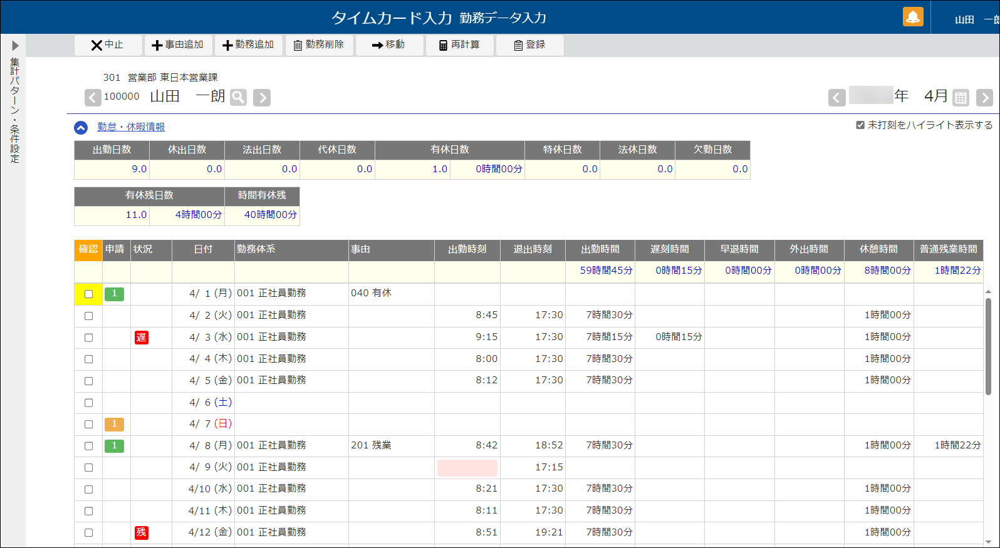 タイムカード入力 勤務データ入力
山田 一郎
集計パターン・条件設定
中止 事由追加 勤務追加 勤務削除 移動 再計算 登録
301 営業部 東日本営業課
100000 山田 一朗
年 4月
勤怠・休暇情報
未打刻をハイライト表示する
出勤日数 休出日数 法出日数 代休日数 有休日数 特休日数 法休日数 欠勤日数
9.0 0.0 0.0 0.0 1.0 0時間00分 0.0 0.0 0.0
有休残日数 時間有休残
11.0 4時間00分 40時間00分
確認 申請 状況 日付 勤務体系 事由 出勤時刻 退出時刻 出勤時間 遅刻時間 早退時間 外出時間 休憩時間 普通残業時間
59時間45分 0時間15分 0時間00分 0時間00分 8時間00分 1時間22分
1 4/ 1 (月) 001 正社員勤務 040 有休
4/ 2 (火) 001 正社員勤務 8:45 17:30 7時間30分 1時間00分
遅 4/ 3 (水) 001 正社員勤務 9:15 17:30 7時間15分 0時間15分 1時間00分
4/ 4 (木) 001 正社員勤務 8:00 17:30 7時間30分 1時間00分
4/ 5 (金) 001 正社員勤務 8:12 17:30 7時間30分 1時間00分
4/ 6 (土)
1 4/ 7 (日)
1 4/ 8 (月) 001 正社員勤務 201 残業 8:42 18:52 7時間30分 1時間00分 1時間22分
4/ 9 (火) 001 正社員勤務 17:15
4/10 (水) 001 正社員勤務 8:21 17:30 7時間30分 1時間00分
4/11 (木) 001 正社員勤務 8:11 17:30 7時間30分 1時間00分
残 4/12 (金) 001 正社員勤務 8:51 19:21 7時間30分 1時間00分